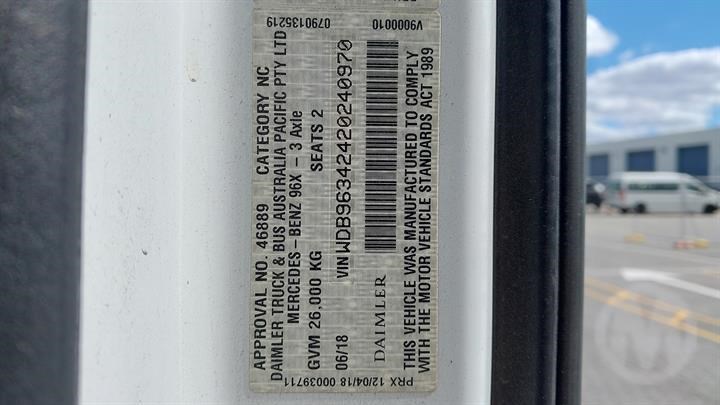 APPROVAL NO. 46889 CATEGORY NC
DAIMLER TRUCK & BUS AUSTRALIA PACIFIC PTY LTD
MERCEDES-BENZ 96X - 3 Axle
GVM 26,000 KG SEATS 2
06/18 VIN WDB96342420240970
DAIMLER
THIS VEHICLE WAS MANUFACTURED TO COMPLY
WITH THE MOTOR VEHICLE STANDARDS ACT 1989
PRX 12/04/18 00039711
0790135219
V9000010